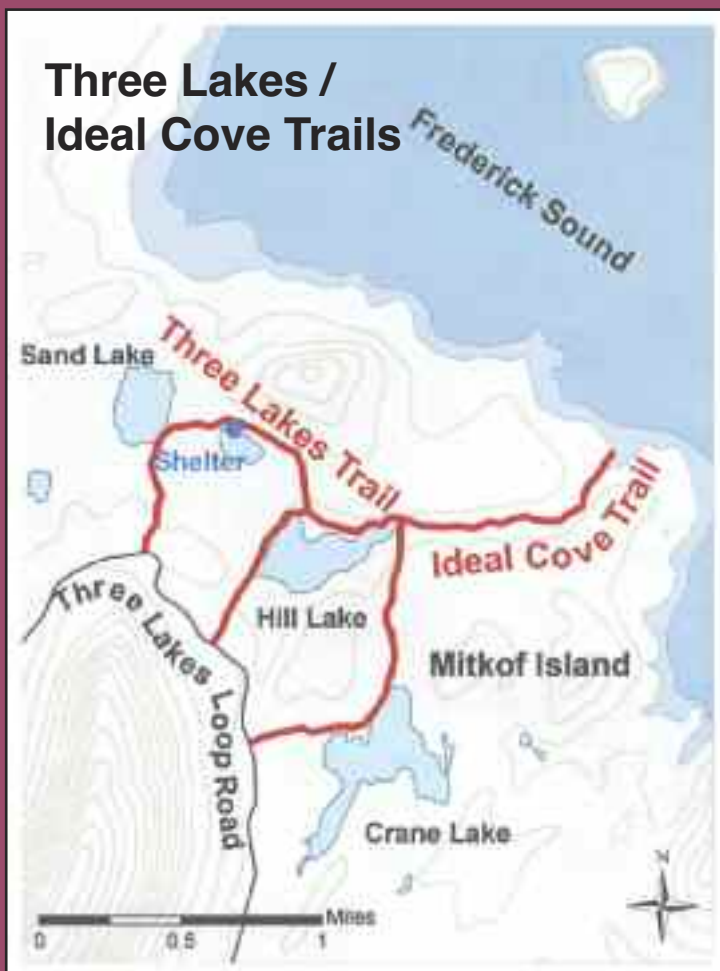 Three Lakes /
Ideal Cove Trails
Frederick Sound
Sand Lake
Three Lakes Trail
Shelter
Ideal Cove Trail
Three Lakes Loop Road
Hill Lake
Mitkof Island
Crane Lake
N
Miles
0 0.5 1